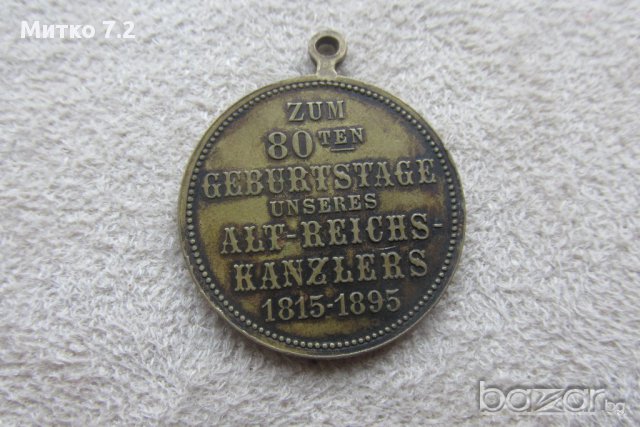 Митко 7.2
ZUM
80TEN
GEBURTSTAGE
UNSERES
ALT-REICHS-
KANZLERS
1815-1895
bazar.bg